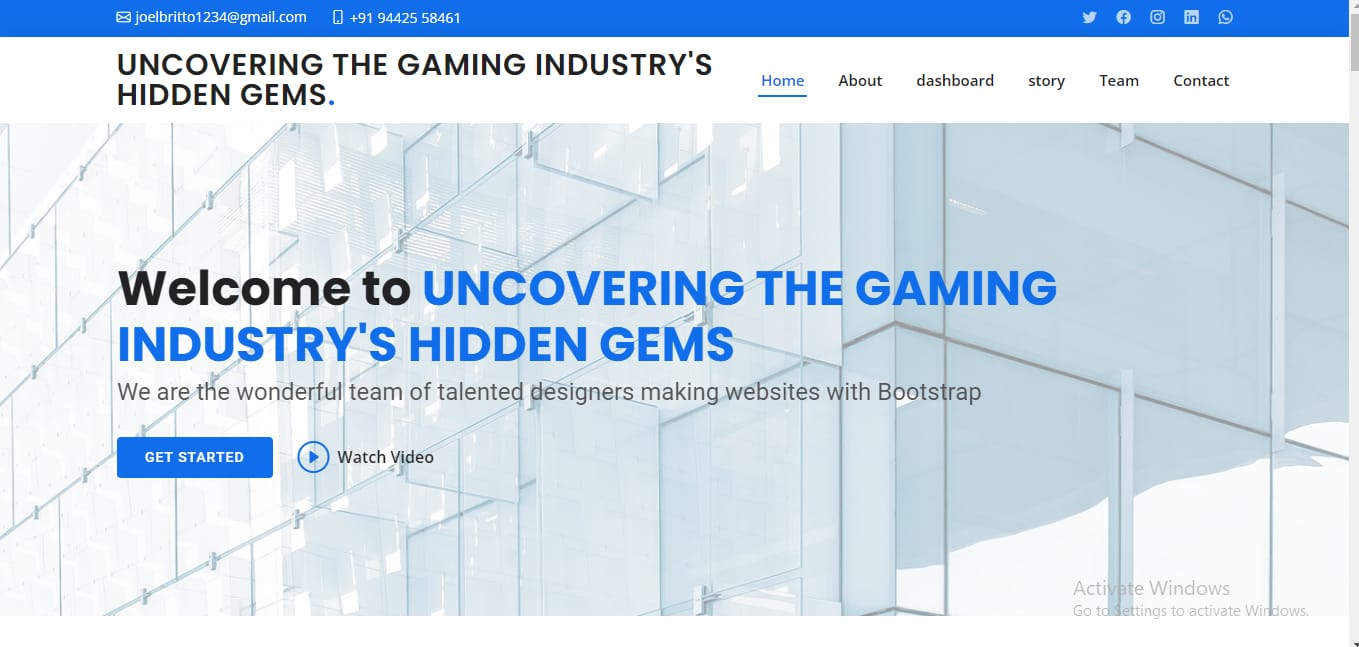 joelbritto1234@gmail.com +91 94425 58461
UNCOVERING THE GAMING INDUSTRY'S
HIDDEN GEMS.
Home About dashboard story Team Contact
Welcome to UNCOVERING THE GAMING
INDUSTRY'S HIDDEN GEMS
We are the wonderful team of talented designers making websites with Bootstrap
GET STARTED Watch Video
Activate Windows
Go to Settings to activate Windows.